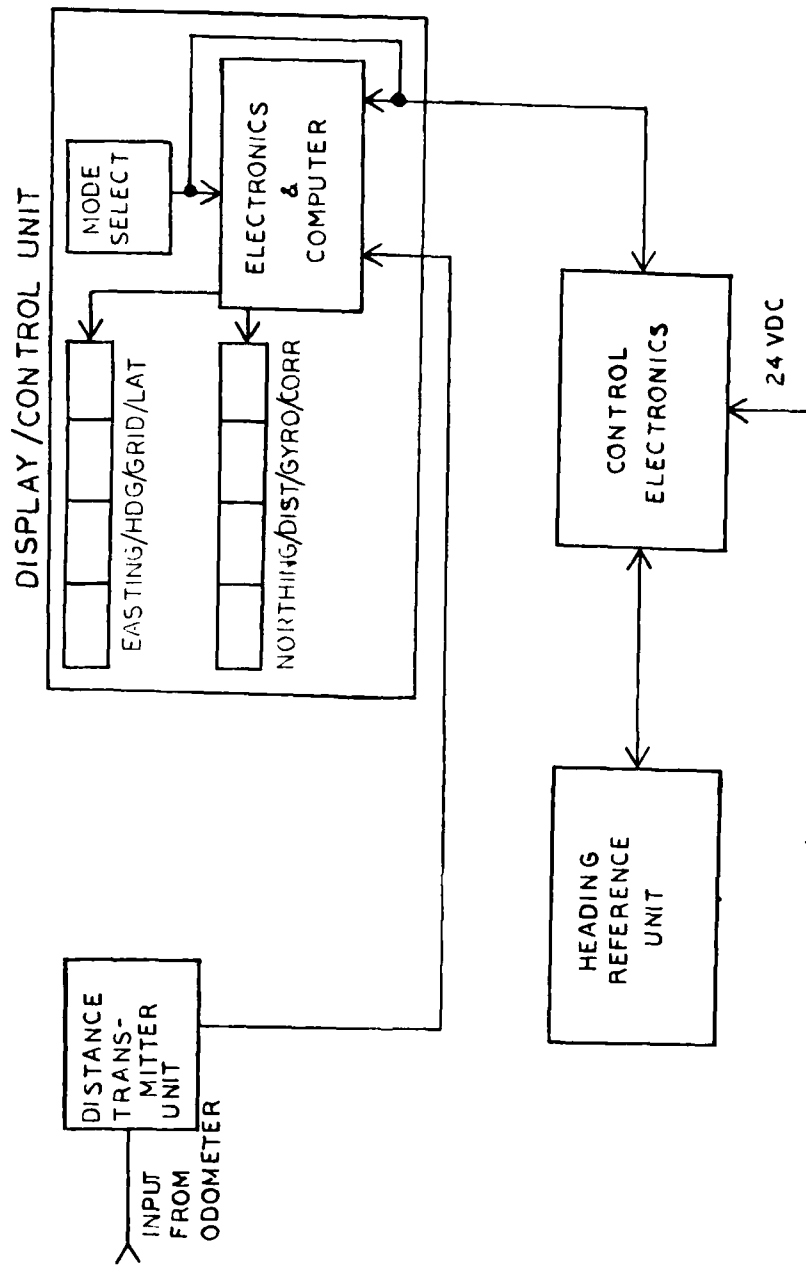 DISPLAY/CONTROL UNIT
MODE
SELECT
ELECTRONICS
&
COMPUTER
EASTING/HDG/GRID/LAT
NORTHING/DIST/GYRO/CORR
DISTANCE
TRANS-
MITTER
UNIT
INPUT
FROM
ODOMETER
HEADING
REFERENCE
UNIT
CONTROL
ELECTRONICS
24 VDC